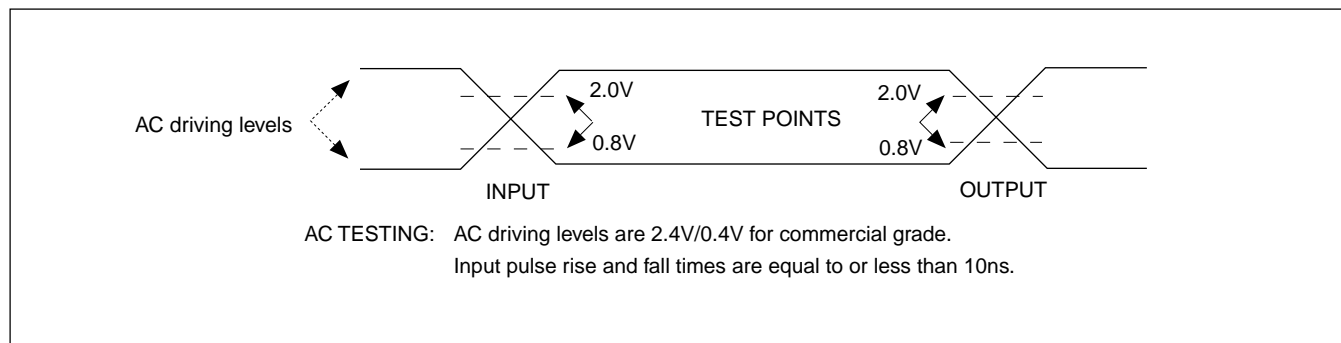 2.0V
2.0V
AC driving levels
TEST POINTS
0.8V
0.8V
INPUT
OUTPUT
AC TESTING: AC driving levels are 2.4V/0.4V for commercial grade.
Input pulse rise and fall times are equal to or less than 10ns.